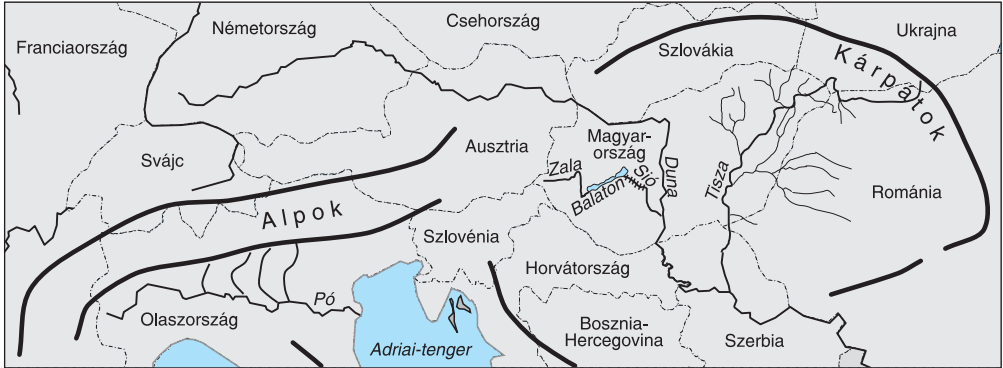 Franciaország
Németország
Csehország
Ukrajna
Szlovákia
Kárpátok
Svájc
Ausztria
Magyar-
ország
Zala
Balaton
Sió
Duna
Tisza
Románia
Alpok
Szlovénia
Horvátország
Pó
Olaszország
Adriai-tenger
Bosznia-
Hercegovina
Szerbia